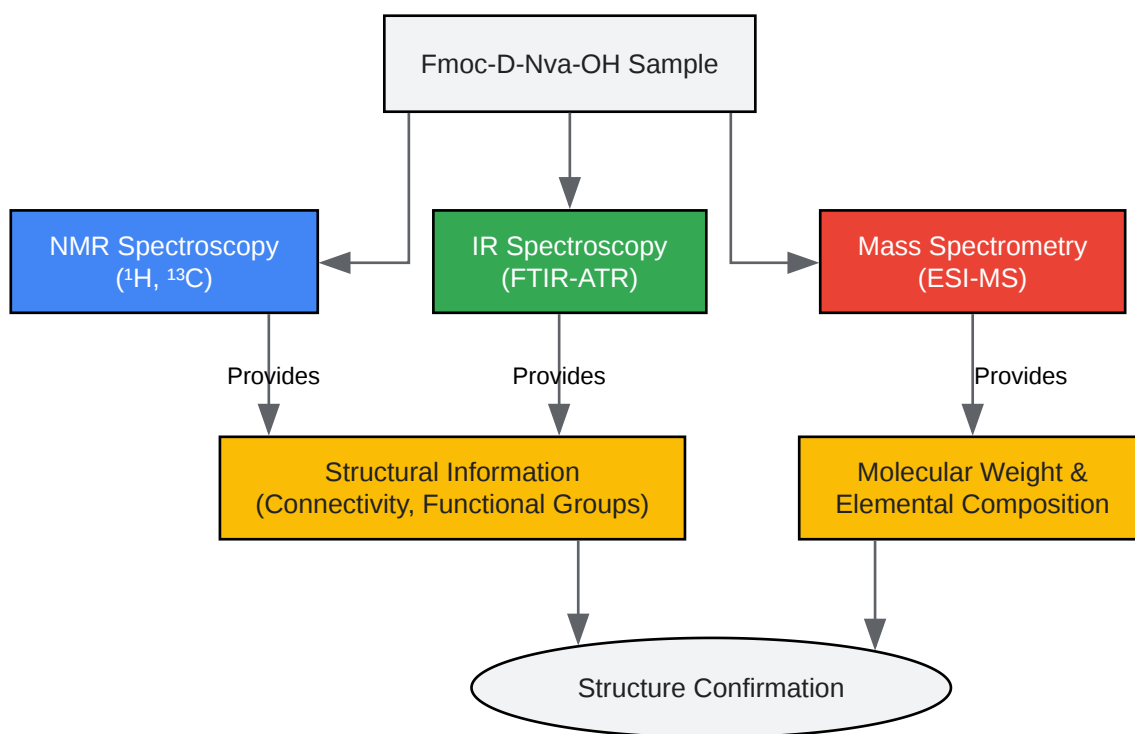 Fmoc-D-Nva-OH Sample
NMR Spectroscopy
(¹H, ¹³C)
IR Spectroscopy
(FTIR-ATR)
Mass Spectrometry
(ESI-MS)
Provides
Provides
Provides
Structural Information
(Connectivity, Functional Groups)
Molecular Weight &
Elemental Composition
Structure Confirmation